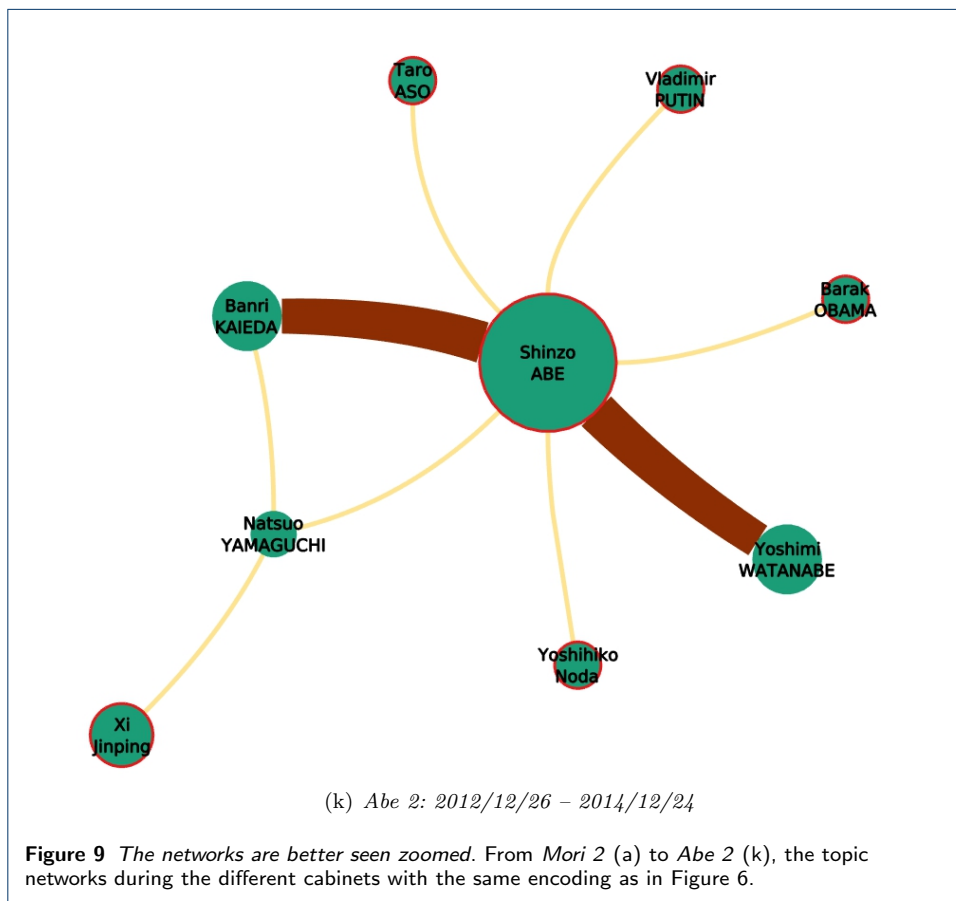 Taro
ASO
Vladimir
PUTIN
Barak
OBAMA
Banri
KAIEDA
Shinzo
ABE
Natsuo
YAMAGUCHI
Yoshimi
WATANABE
Yoshihiko
Noda
Xi
Jinping
(k) Abe 2: 2012/12/26 – 2014/12/24
Figure 9 The networks are better seen zoomed. From Mori 2 (a) to Abe 2 (k), the topic
networks during the different cabinets with the same encoding as in Figure 6.